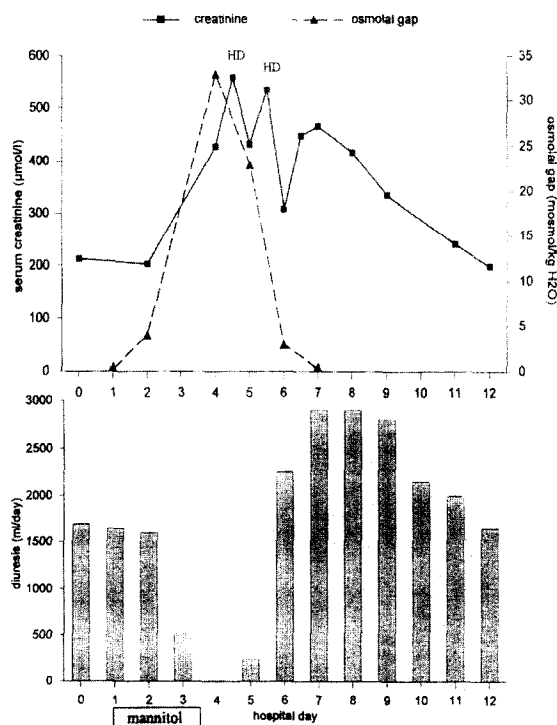 creatinine osmolal gap
HD
HD
600
500
400
300
200
100
0
serum creatinine (µmol/l)
35
30
25
20
15
10
5
0
osmolal gap (mosmol/kg H2O)
0 1 2 3 4 5 6 7 8 9 10 11 12
3000
2500
2000
1500
1000
500
0
diuresis (ml/day)
0 1 2 3 4 5 6 7 8 9 10 11 12
mannitol hospital day